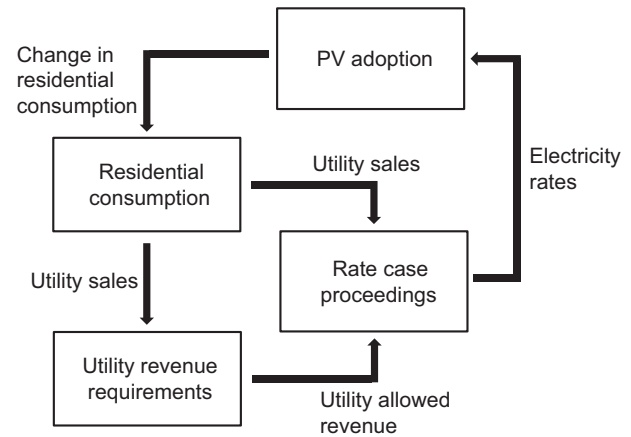 PV adoption
Change in
residential
consumption
Residential
consumption
Utility sales
Electricity
rates
Utility sales
Rate case
proceedings
Utility revenue
requirements
Utility allowed
revenue